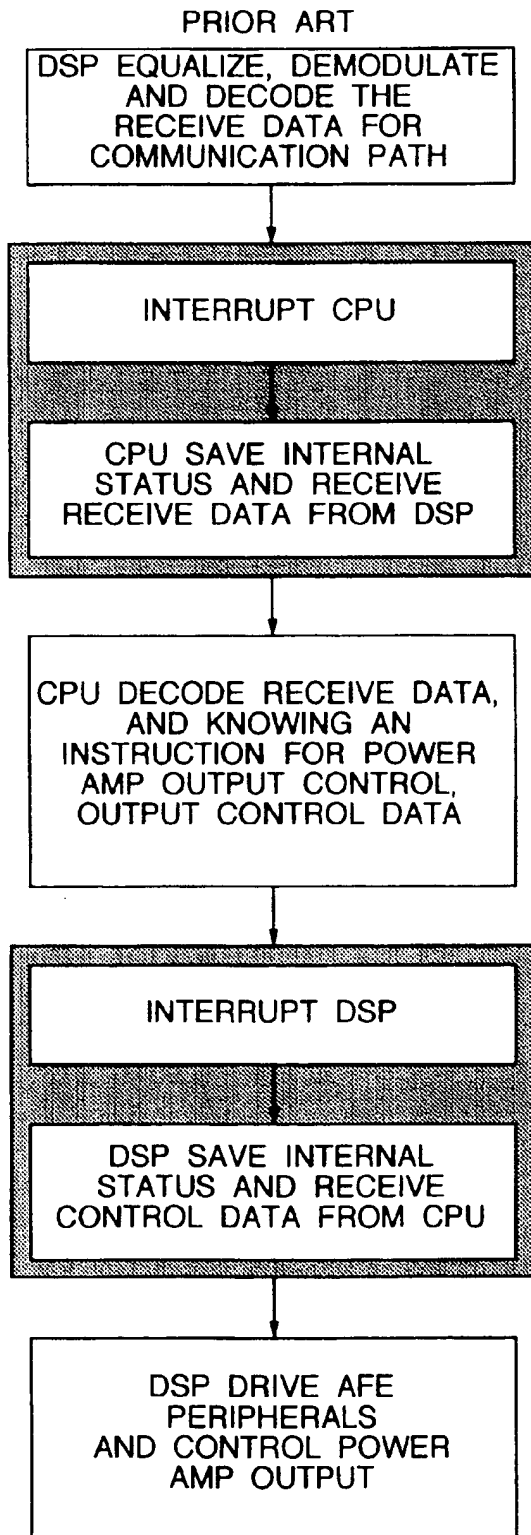 PRIOR ART
DSP EQUALIZE, DEMODULATE
AND DECODE THE
RECEIVE DATA FOR
COMMUNICATION PATH
INTERRUPT CPU
CPU SAVE INTERNAL
STATUS AND RECEIVE
RECEIVE DATA FROM DSP
CPU DECODE RECEIVE DATA,
AND KNOWING AN
INSTRUCTION FOR POWER
AMP OUTPUT CONTROL,
OUTPUT CONTROL DATA
INTERRUPT DSP
DSP SAVE INTERNAL
STATUS AND RECEIVE
CONTROL DATA FROM CPU
DSP DRIVE AFE
PERIPHERALS
AND CONTROL POWER
AMP OUTPUT